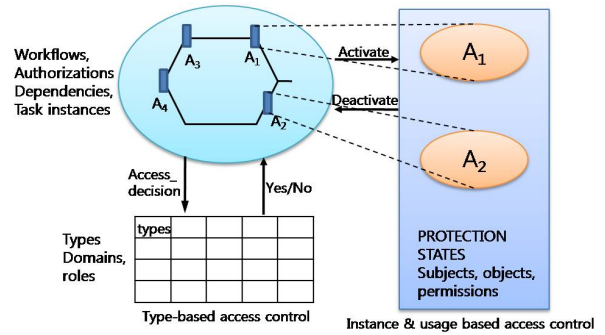 Workflows,
Authorizations
Dependencies,
Task instances
A3
A1
A4
A2
Activate
Deactivate
A1
A2
Access_
decision
Yes/No
Types
Domains,
roles
types
Type-based access control
PROTECTION
STATES
Subjects, objects,
permissions
Instance & usage based access control